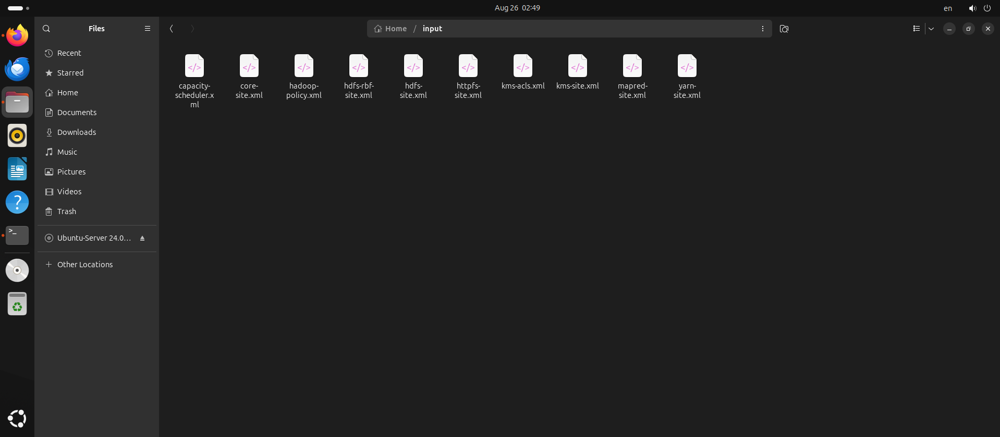 Aug 26 02:49
en
Files
Home / input
Recent
Starred
Home
Documents
Downloads
Music
Pictures
Videos
Trash
Ubuntu-Server 24.0…
Other Locations
capacity-
scheduler.x
ml
core-
site.xml
hadoop-
policy.xml
hdfs-rbf-
site.xml
hdfs-
site.xml
httpfs-
site.xml
kms-acls.xml
kms-site.xml
mapred-
site.xml
yarn-
site.xml